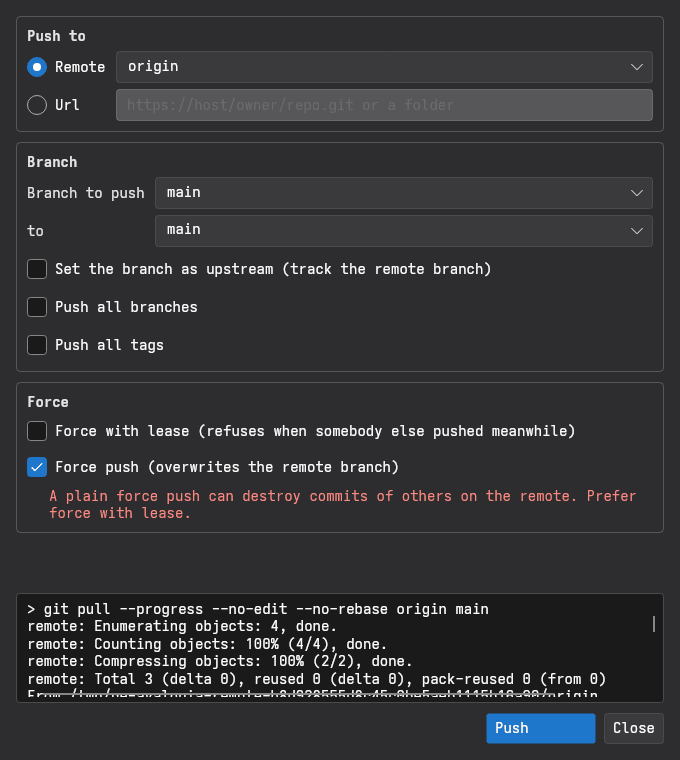 Push to
Remote
origin
Url
https://host/owner/repo.git or a folder
Branch
Branch to push
main
to
main
Set the branch as upstream (track the remote branch)
Push all branches
Push all tags
Force
Force with lease (refuses when somebody else pushed meanwhile)
Force push (overwrites the remote branch)
A plain force push can destroy commits of others on the remote. Prefer
force with lease.
> git pull --progress --no-edit --no-rebase origin main
remote: Enumerating objects: 4, done.
remote: Counting objects: 100% (4/4), done.
remote: Compressing objects: 100% (2/2), done.
remote: Total 3 (delta 0), reused 0 (delta 0), pack-reused 0 (from 0)
From
Push
Close